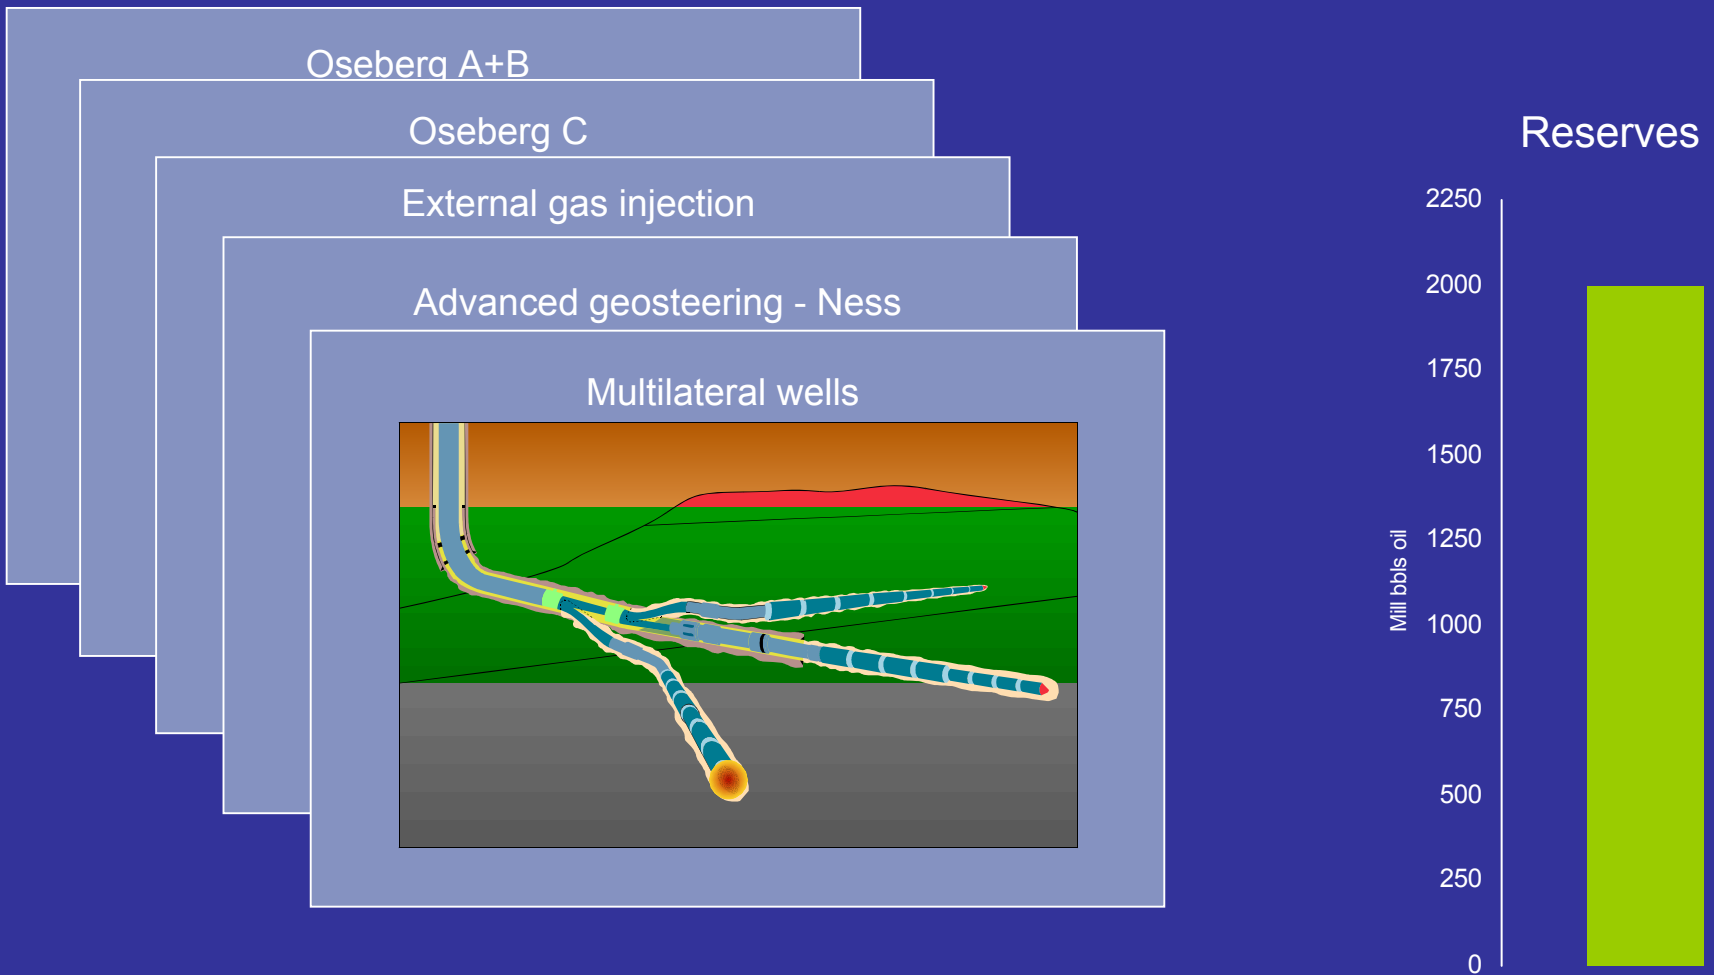 Oseberg A+B
Oseberg C
External gas injection
Advanced geosteering - Ness
Multilateral wells
Reserves
Mill bbls oil
2250
2000
1750
1500
1250
1000
750
500
250
0